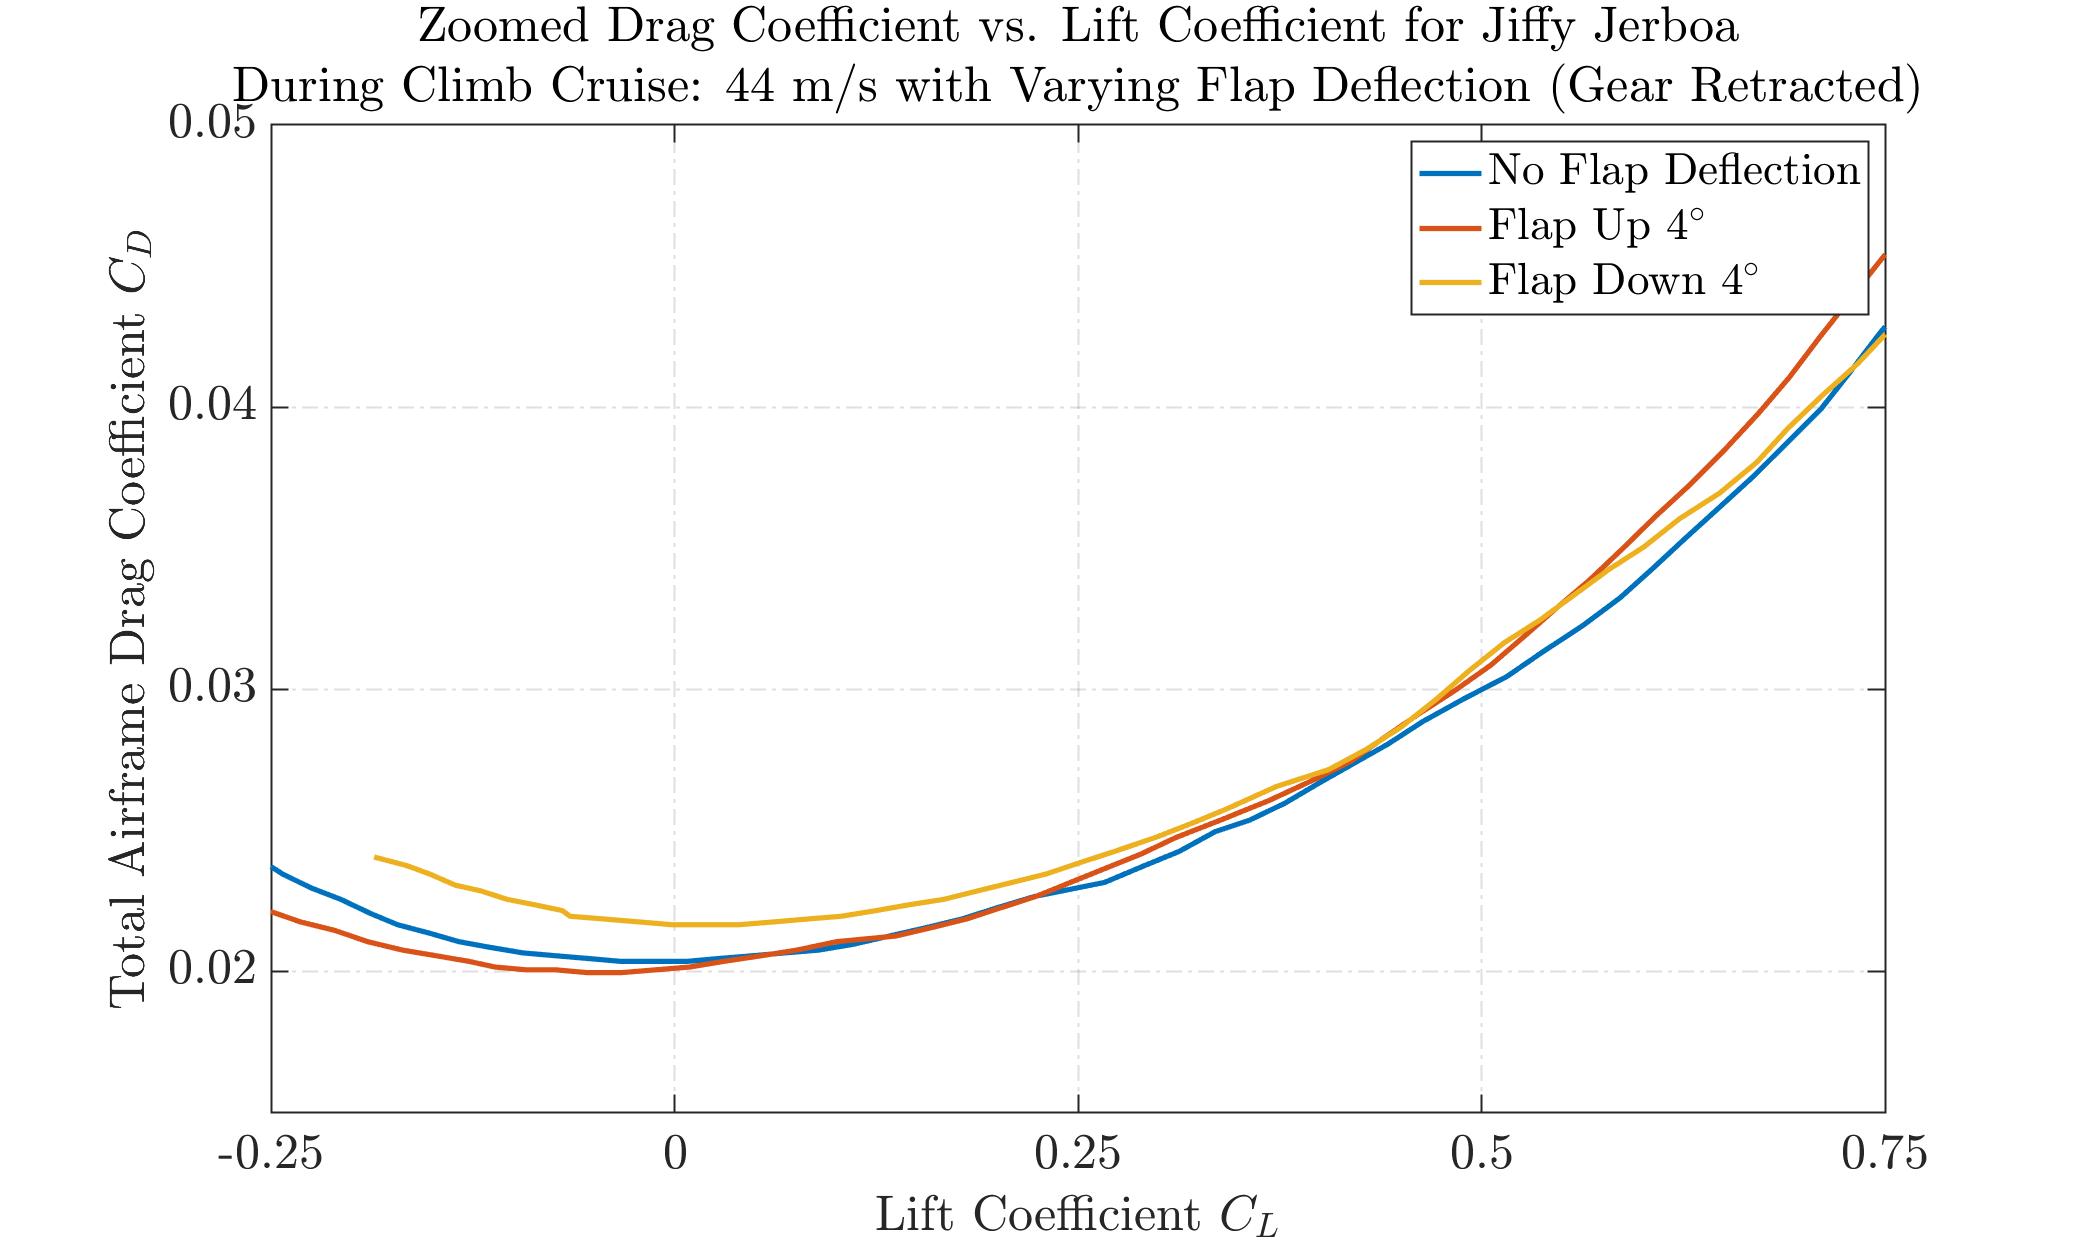 Zoomed Drag Coefficient vs. Lift Coefficient for Jiffy Jerboa
During Climb Cruise: 44 m/s with Varying Flap Deflection (Gear Retracted)
No Flap Deflection
Flap Up 4°
Flap Down 4°
Total Airframe Drag Coefficient C_D
0.05
0.04
0.03
0.02
-0.25 0 0.25 0.5 0.75
Lift Coefficient C_L